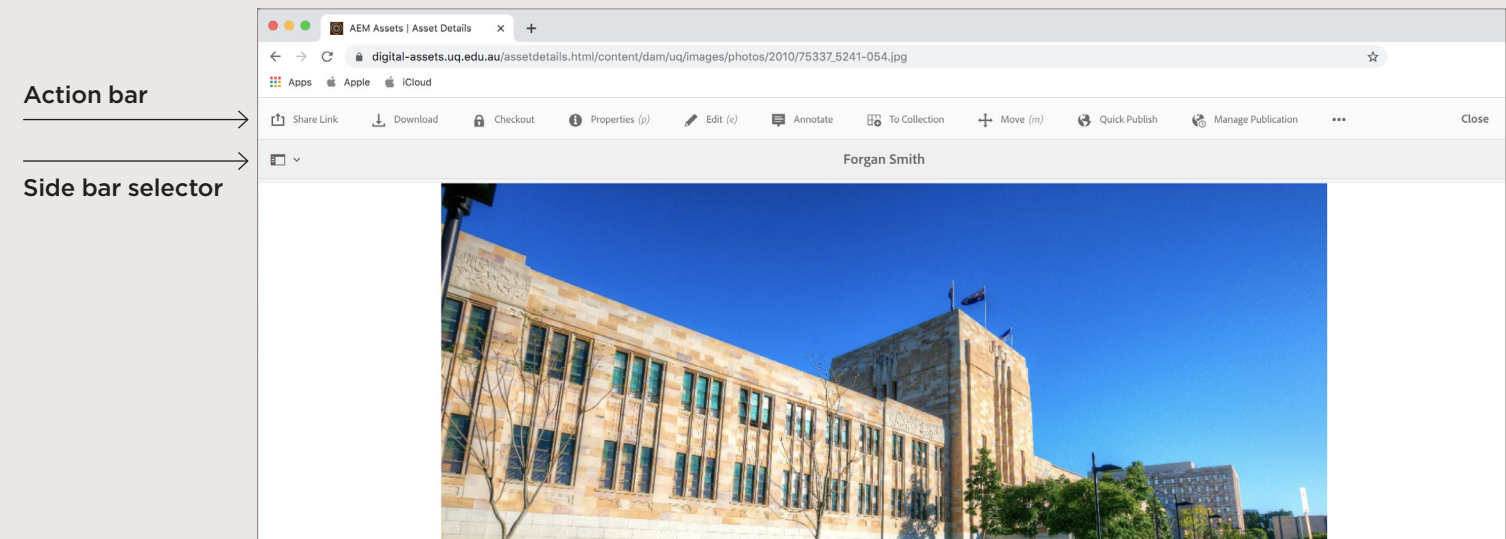 AEM Assets | Asset Details
digital-assets.uq.edu.au/assetdetails.html/content/dam/uq/images/photos/2010/75337_5241-054.jpg
Apps Apple iCloud
Action bar
Share Link Download Checkout Properties (p) Edit (e) Annotate To Collection Move (m) Quick Publish Manage Publication ••• Close
Forgan Smith
Side bar selector